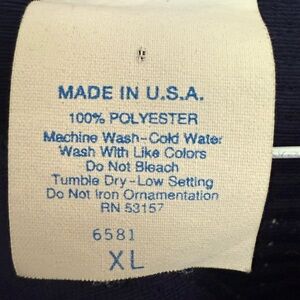 MADE IN U.S.A.
100% POLYESTER
Machine Wash-Cold Water
Wash With Like Colors
Do Not Bleach
Tumble Dry-Low Setting
Do Not Iron Ornamentation
RN 53157
6581
XL